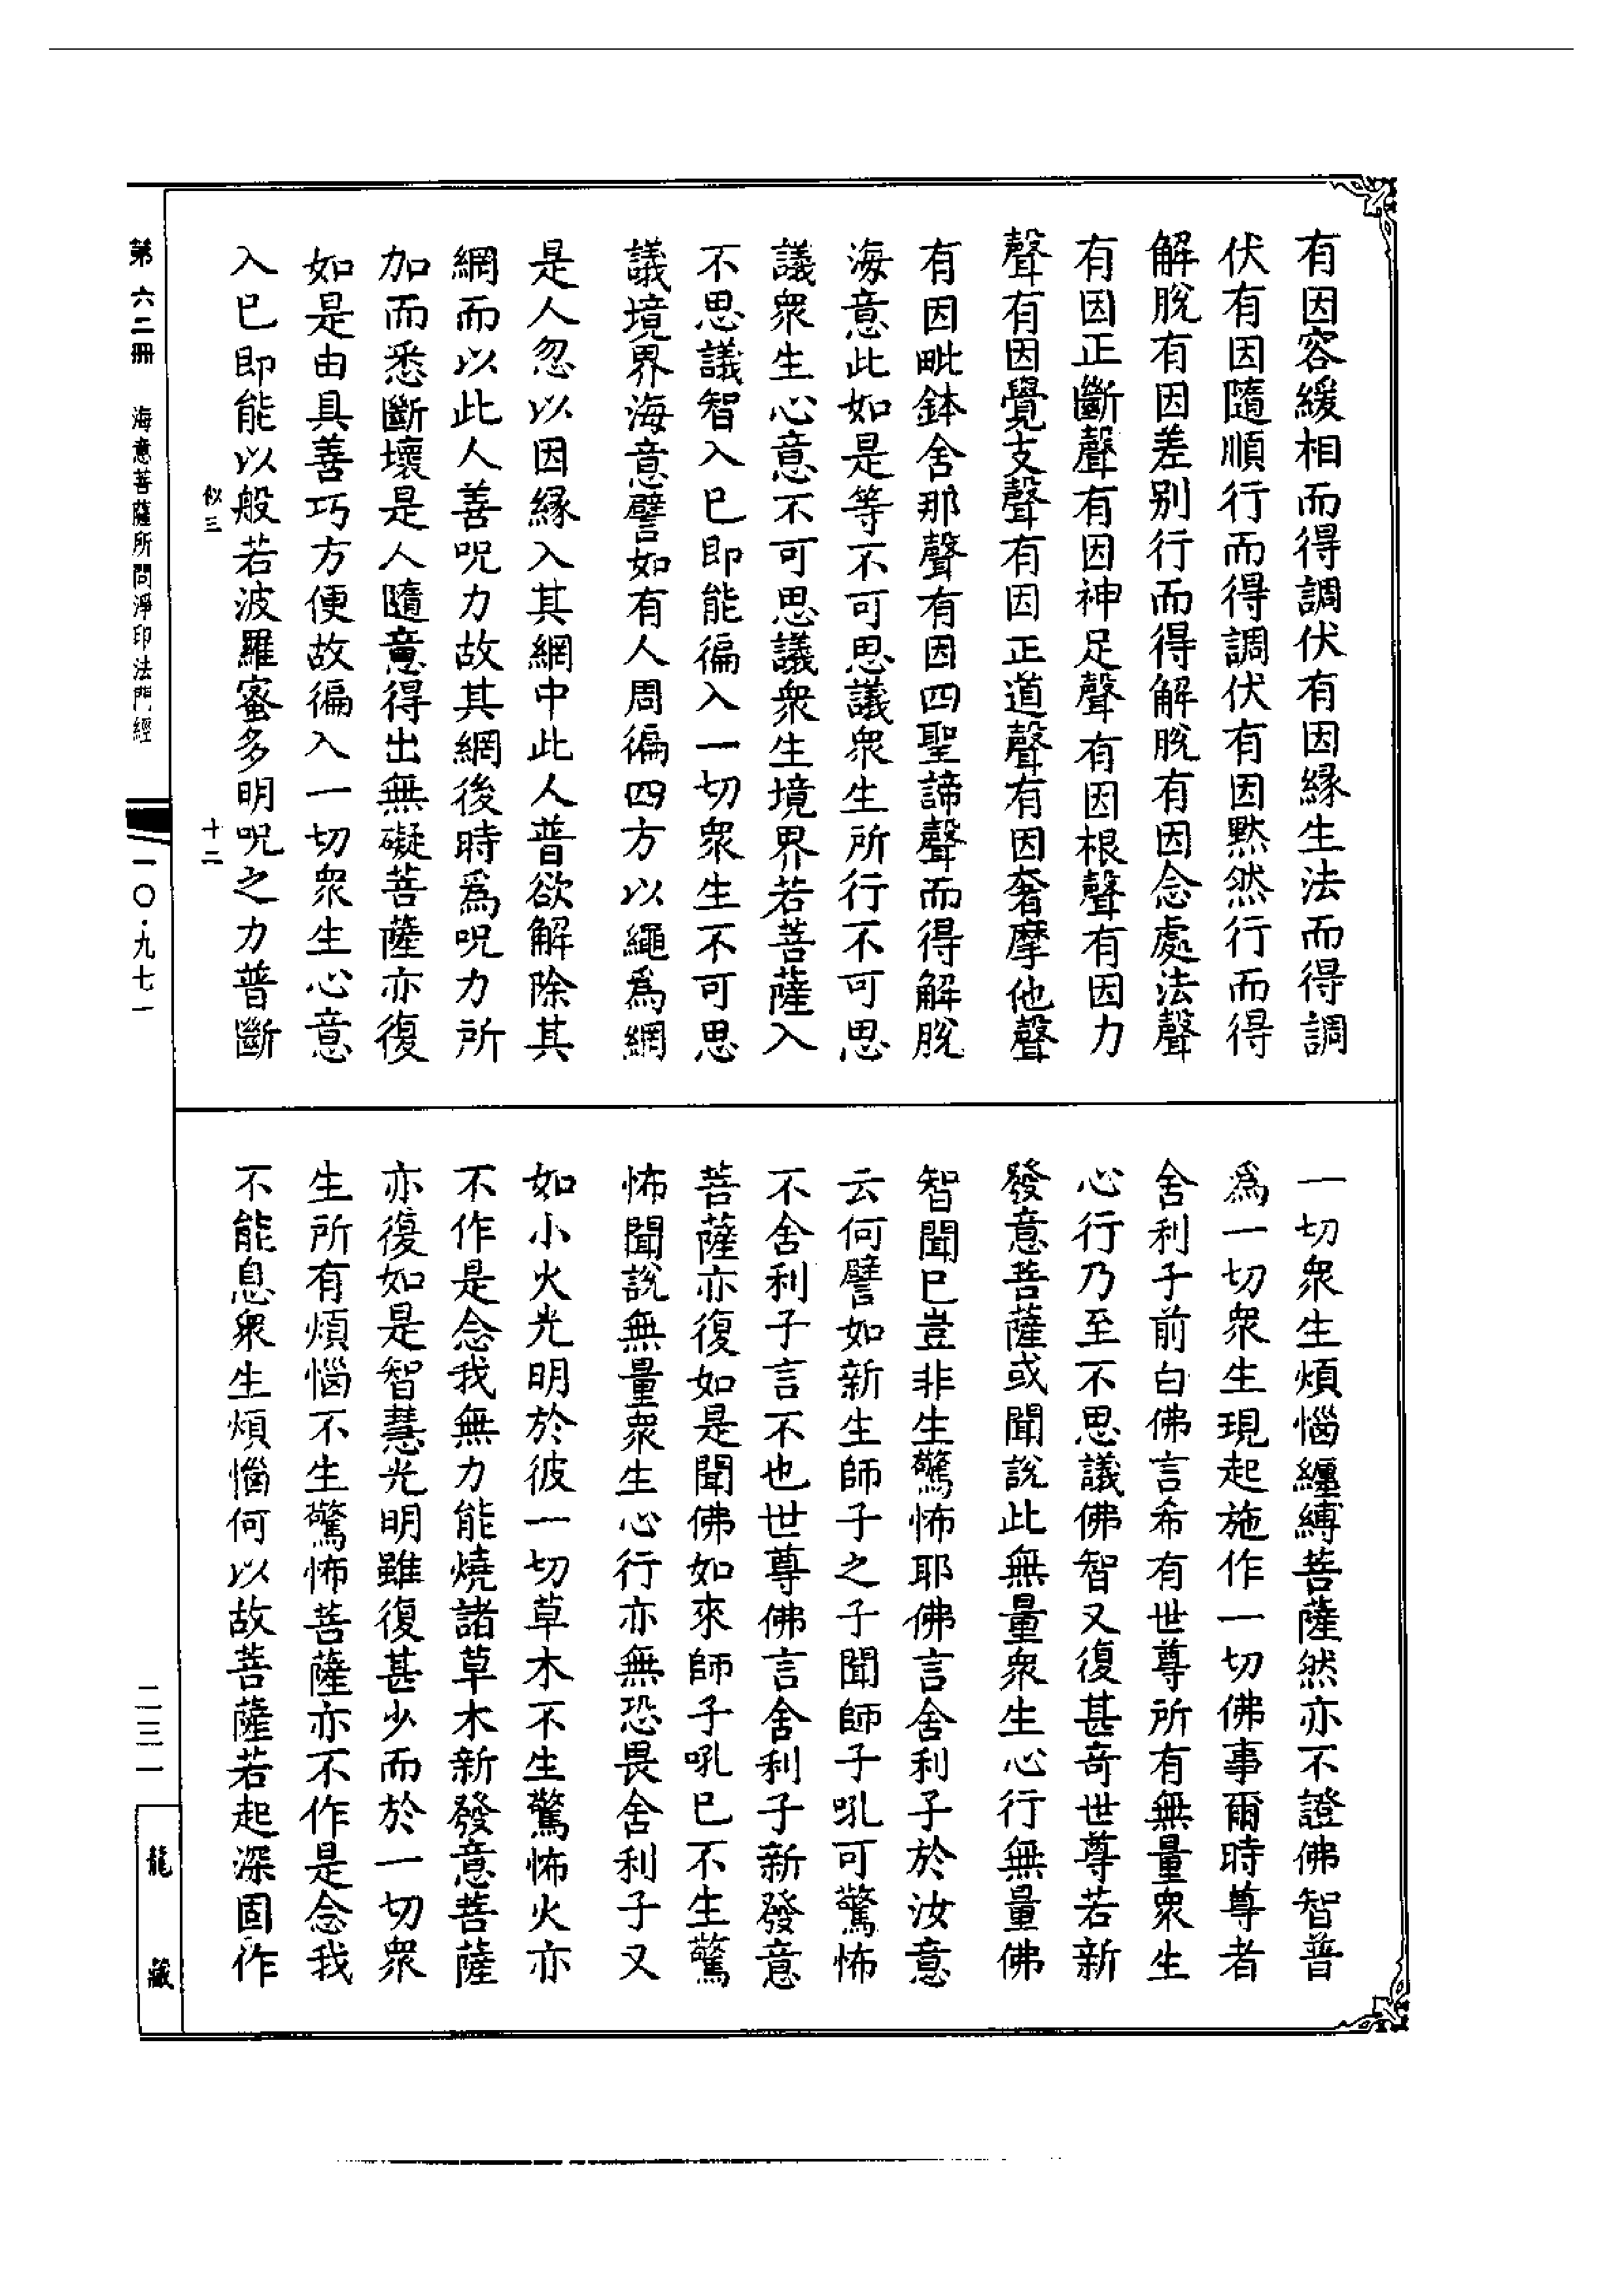 有因容緩相而得調伏有因緣生法而得調
伏有因隨順行而得調伏有因默然行而得
解脫有因差别行而得解脫有因念處法聲
有因正斷聲有因神足聲有因根聲有因力
聲有因覺支聲有因正道聲有因奢摩他聲
有因毗鉢舍那聲有因四聖諦聲而得解脫
海意此如是等不可思議衆生所行不可思
議衆生心意不可思議衆生境界若菩薩入
不思議智入巳即能徧入一切衆生不可思
議境界海意譬如有人周徧四方以繩爲網
是人忽以因緣入其網中此人普欲解除其
網而以此人善呪力故其網後時爲呪力所
加而悉斷壞是人隨意得出無礙菩薩亦復
如是由具善巧方便故徧入一切衆生心意
入巳即能以般若波羅蜜多明呪之力普斷
似三 十二
一切衆生煩惱纏縛菩薩然亦不證佛智普
爲一切衆生現起施作一切佛事爾時尊者
舍利子前白佛言希有世尊所有無量衆生
心行乃至不思議佛智又復甚奇世尊若新
發意菩薩或聞說此無量衆生心行無量佛
智聞巳豈非生驚怖耶佛言舍利子於汝意
云何譬如新生師子之子聞師子吼可驚怖
不舍利子言不也世尊佛言舍利子新發意
菩薩亦復如是聞佛如來師子吼巳不生驚
怖聞說無量衆生心行亦無恐畏舍利子又
如小火光明於彼一切草木不生驚怖火亦
不作是念我無力能燒諸草木新發意菩薩
亦復如是智慧光明雖復甚少而於一切衆
生所有煩惱不生驚怖菩薩亦不作是念我
不能息衆生煩惱何以故菩薩若起深固作
第六二冊 海意菩薩所問淨印法門經 一〇·九七一 二三一 龍藏